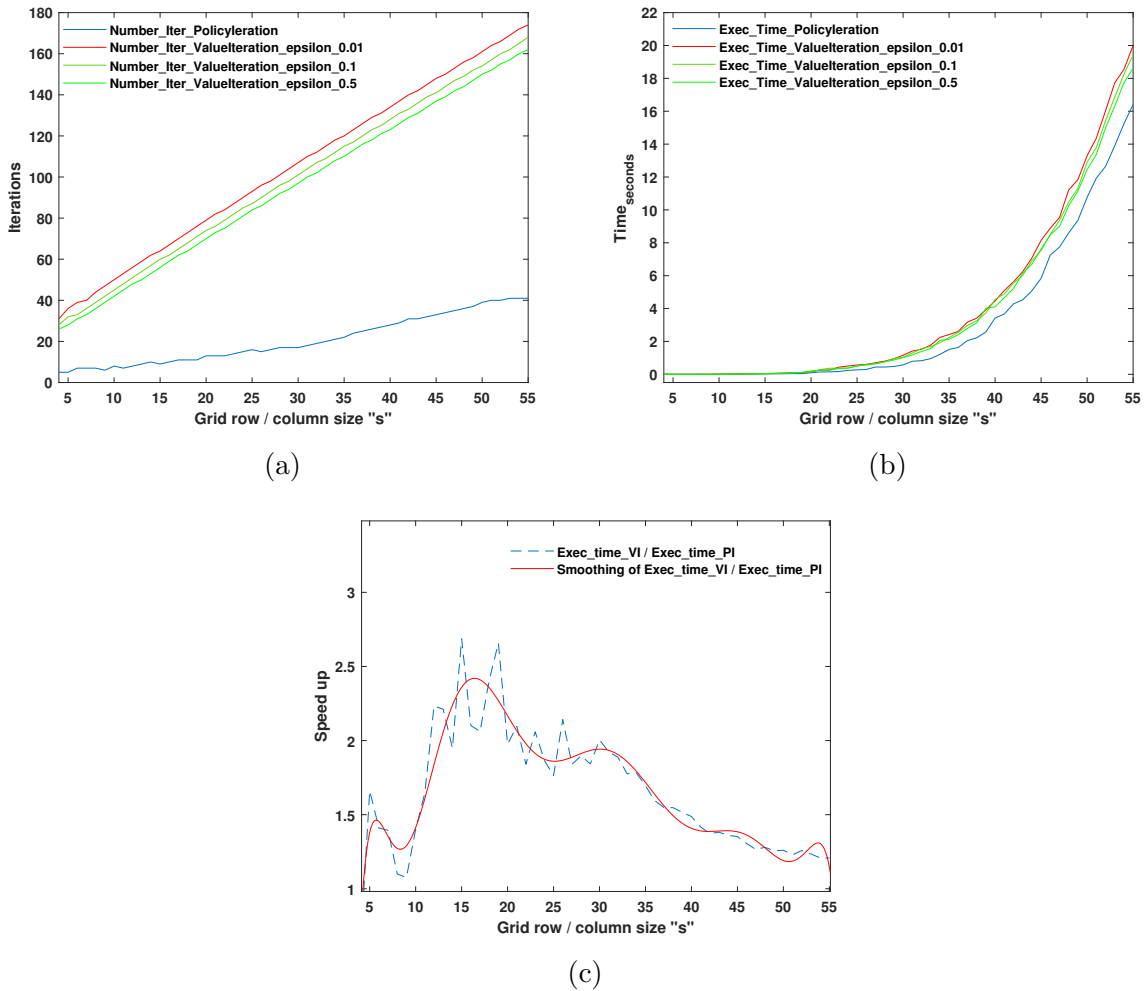 180
160
140
120
100
80
60
40
20
0
Iterations
Number_Iter_Policyleration
Number_Iter_ValueIteration_epsilon_0.01
Number_Iter_ValueIteration_epsilon_0.1
Number_Iter_ValueIteration_epsilon_0.5
5 10 15 20 25 30 35 40 45 50 55
Grid row / column size "s"
(a)
22
20
18
16
14
12
10
8
6
4
2
0
Time_seconds
Exec_Time_Policyleration
Exec_Time_ValueIteration_epsilon_0.01
Exec_Time_ValueIteration_epsilon_0.1
Exec_Time_ValueIteration_epsilon_0.5
5 10 15 20 25 30 35 40 45 50 55
Grid row / column size "s"
(b)
3
2.5
2
1.5
1
Speed up
Exec_time_VI / Exec_time_PI
Smoothing of Exec_time_VI / Exec_time_PI
5 10 15 20 25 30 35 40 45 50 55
Grid row / column size "s"
(c)